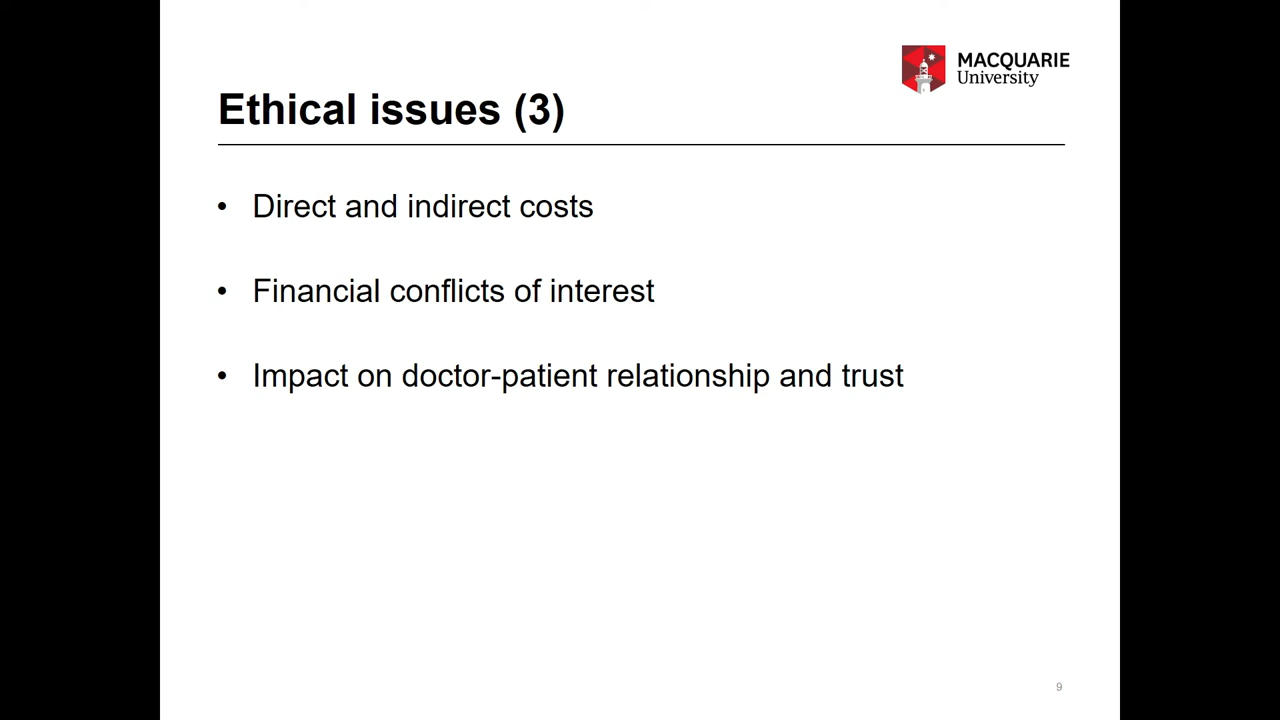 MACQUARIE
University
Ethical issues (3)
• Direct and indirect costs
• Financial conflicts of interest
• Impact on doctor-patient relationship and trust
9